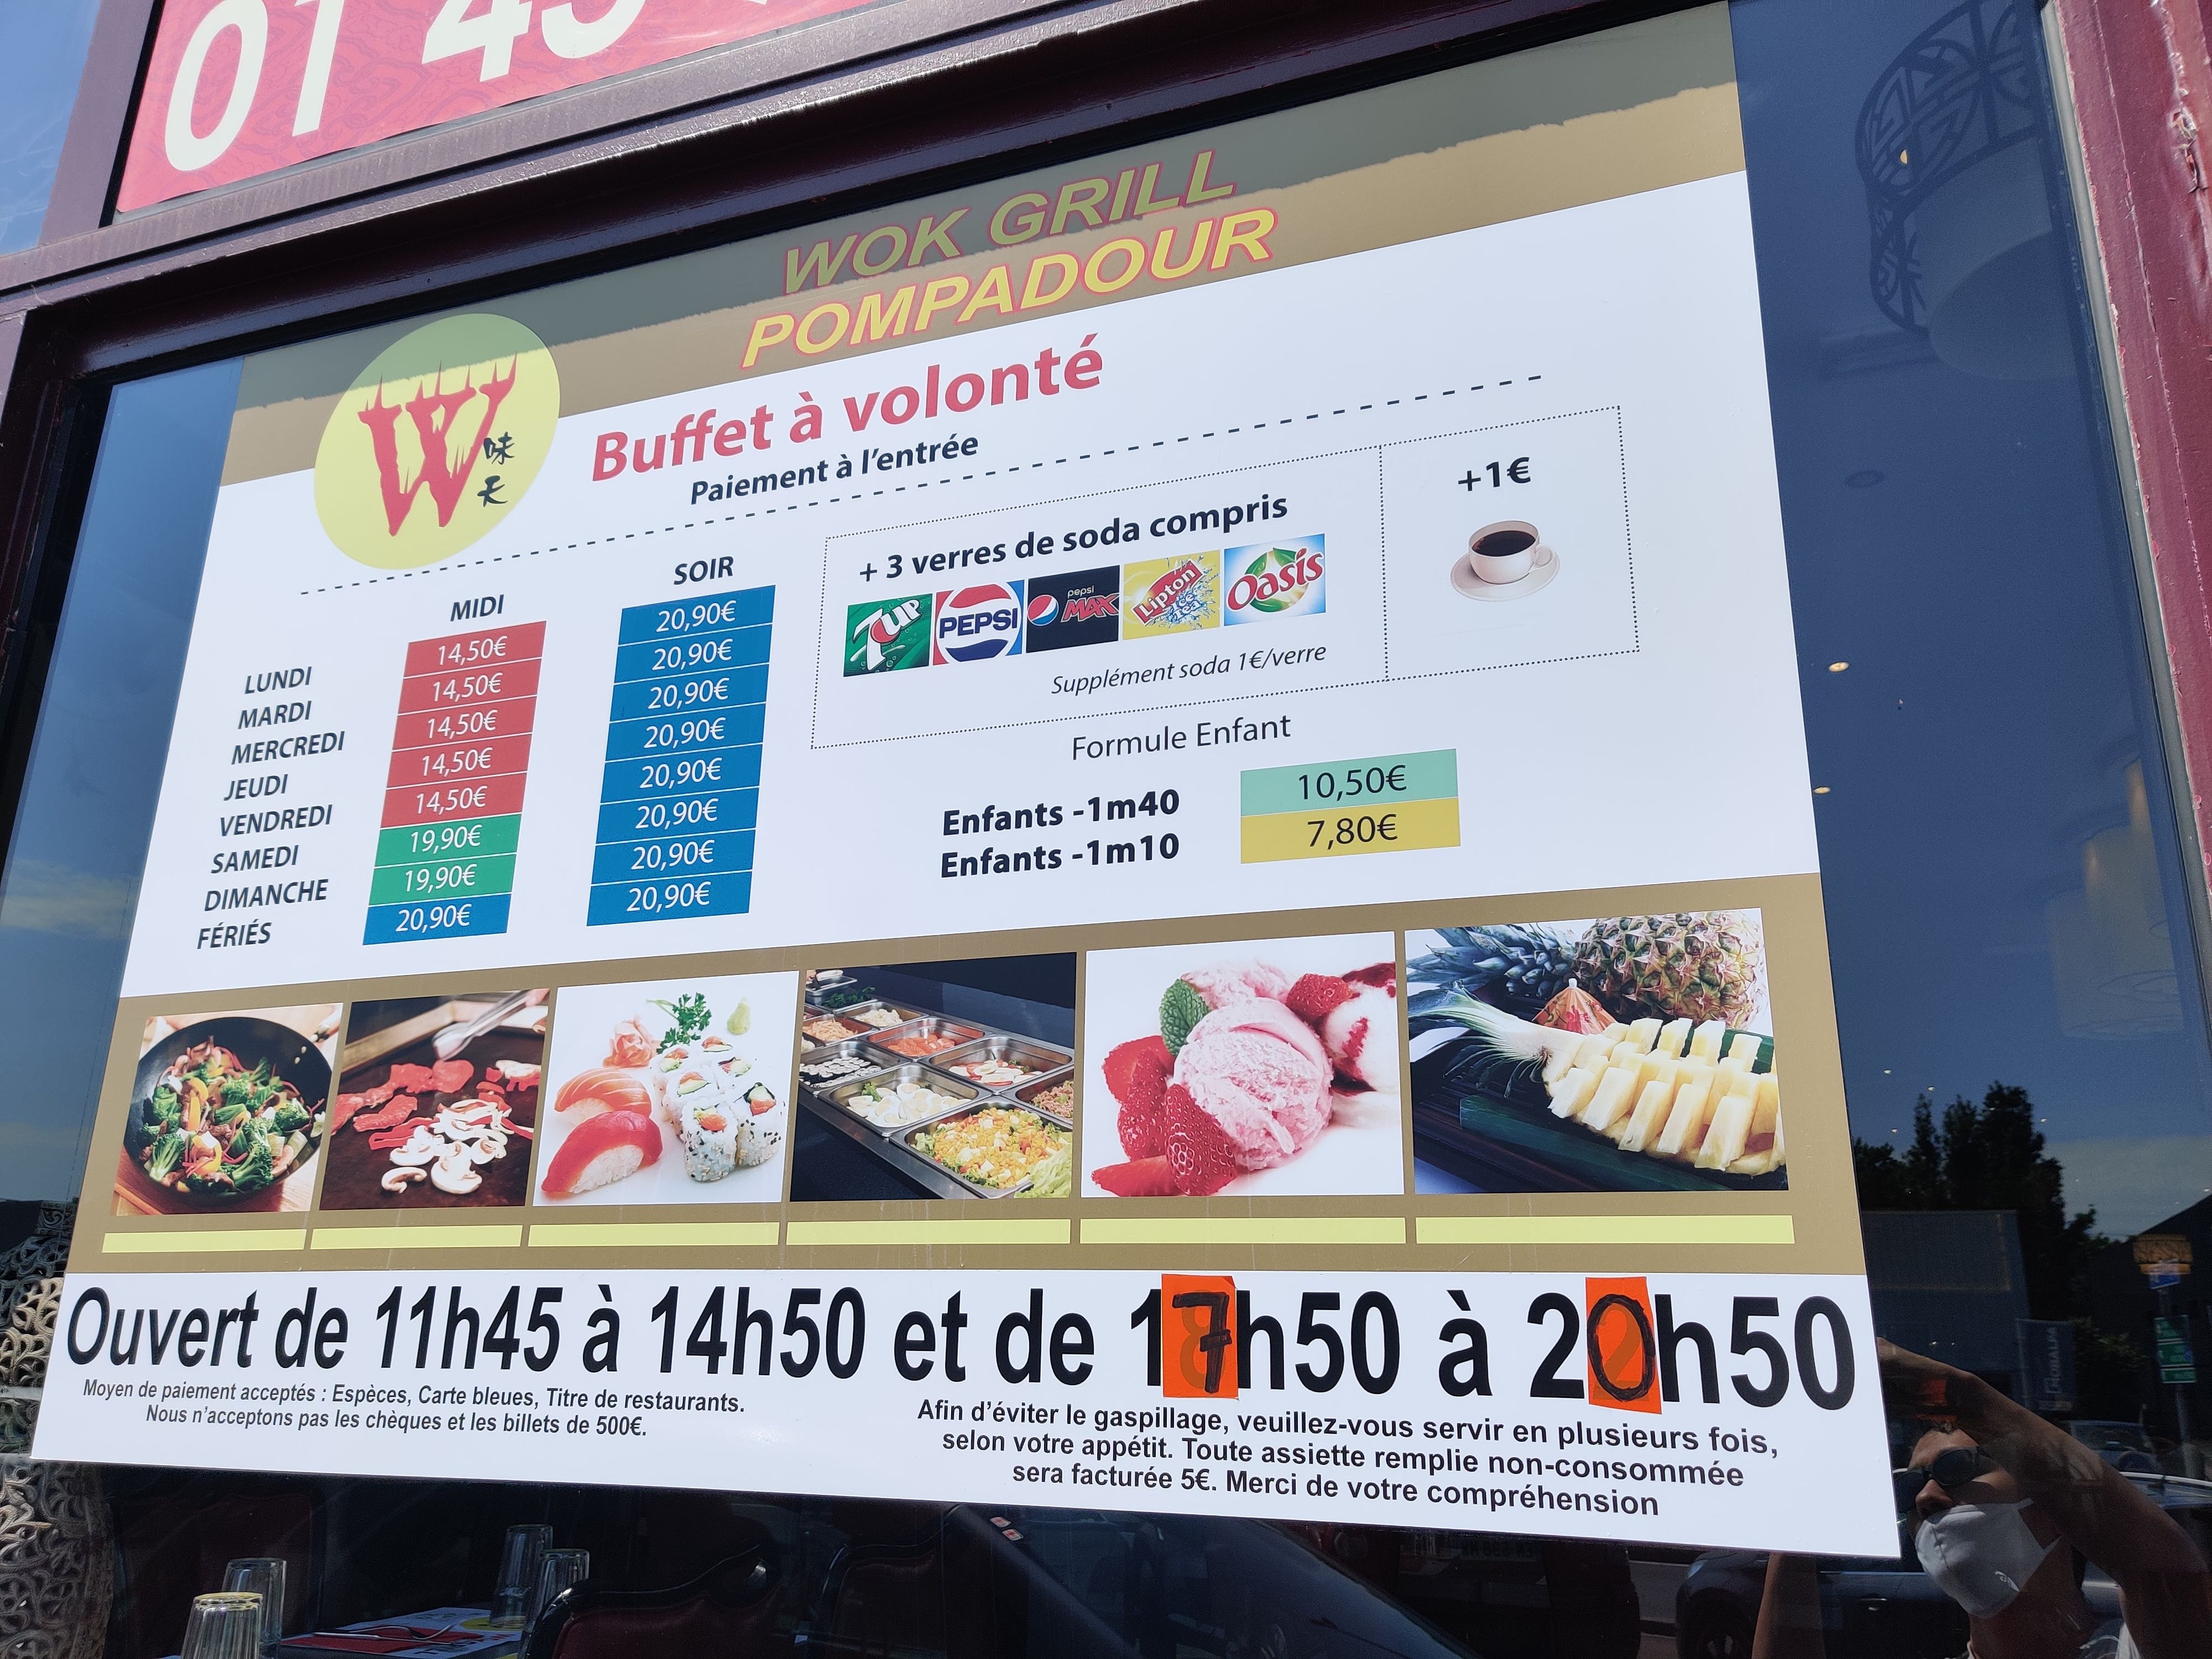 01 45
WOK GRILL
POMPADOUR
W
味
天
Buffet à volonté
Paiement à l'entrée
MIDI SOIR
LUNDI 14,50€ 20,90€
MARDI 14,50€ 20,90€
MERCREDI 14,50€ 20,90€
JEUDI 14,50€ 20,90€
VENDREDI 14,50€ 20,90€
SAMEDI 19,90€ 20,90€
DIMANCHE 19,90€ 20,90€
FÉRIÉS 20,90€ 20,90€
+ 3 verres de soda compris
7UP PEPSI pepsi MAX Lipton Ice Tea Oasis
Supplément soda 1€/verre
+1€
Formule Enfant
Enfants -1m40 10,50€
Enfants -1m10 7,80€
Ouvert de 11h45 à 14h50 et de 17h50 à 20h50
Moyen de paiement acceptés : Espèces, Carte bleues, Titre de restaurants.
Nous n'acceptons pas les chèques et les billets de 500€.
Afin d'éviter le gaspillage, veuillez-vous servir en plusieurs fois,
selon votre appétit. Toute assiette remplie non-consommée
sera facturée 5€. Merci de votre compréhension